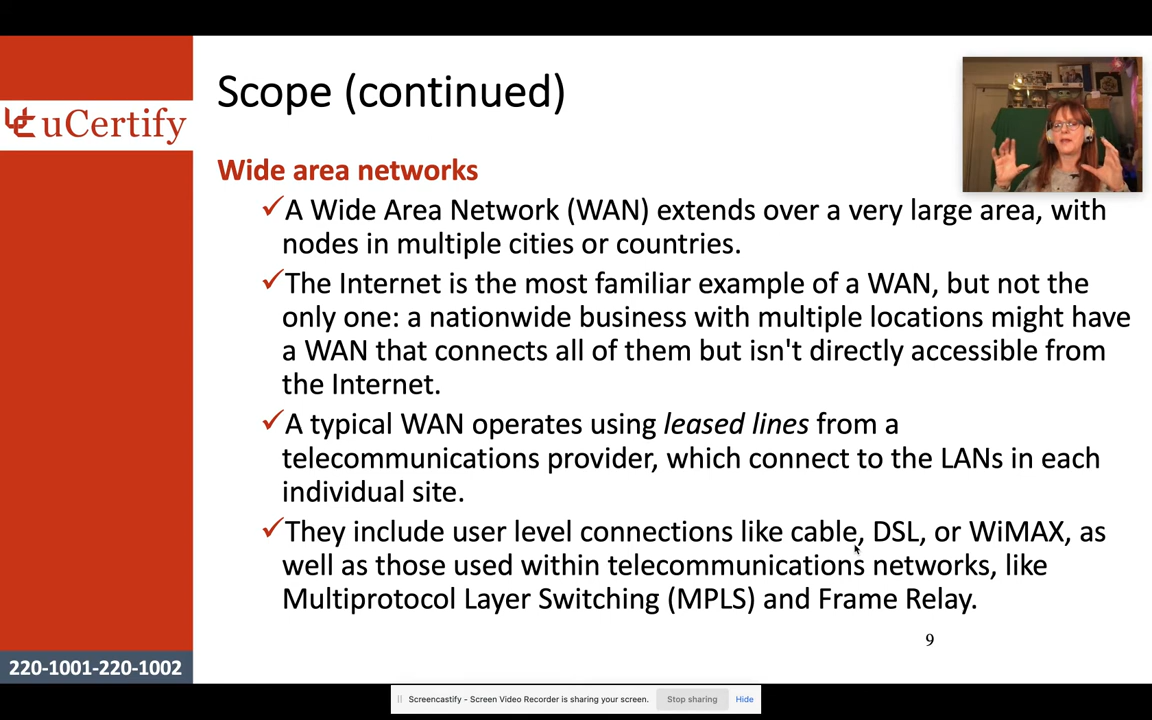 Scope (continued)
uCertify
Wide area networks
✓A Wide Area Network (WAN) extends over a very large area, with
nodes in multiple cities or countries.
✓The Internet is the most familiar example of a WAN, but not the
only one: a nationwide business with multiple locations might have
a WAN that connects all of them but isn't directly accessible from
the Internet.
✓A typical WAN operates using leased lines from a
telecommunications provider, which connect to the LANs in each
individual site.
✓They include user level connections like cable, DSL, or WiMAX, as
well as those used within telecommunications networks, like
Multiprotocol Layer Switching (MPLS) and Frame Relay.
9
220-1001-220-1002
Screencastify - Screen Video Recorder is sharing your screen. Stop sharing Hide